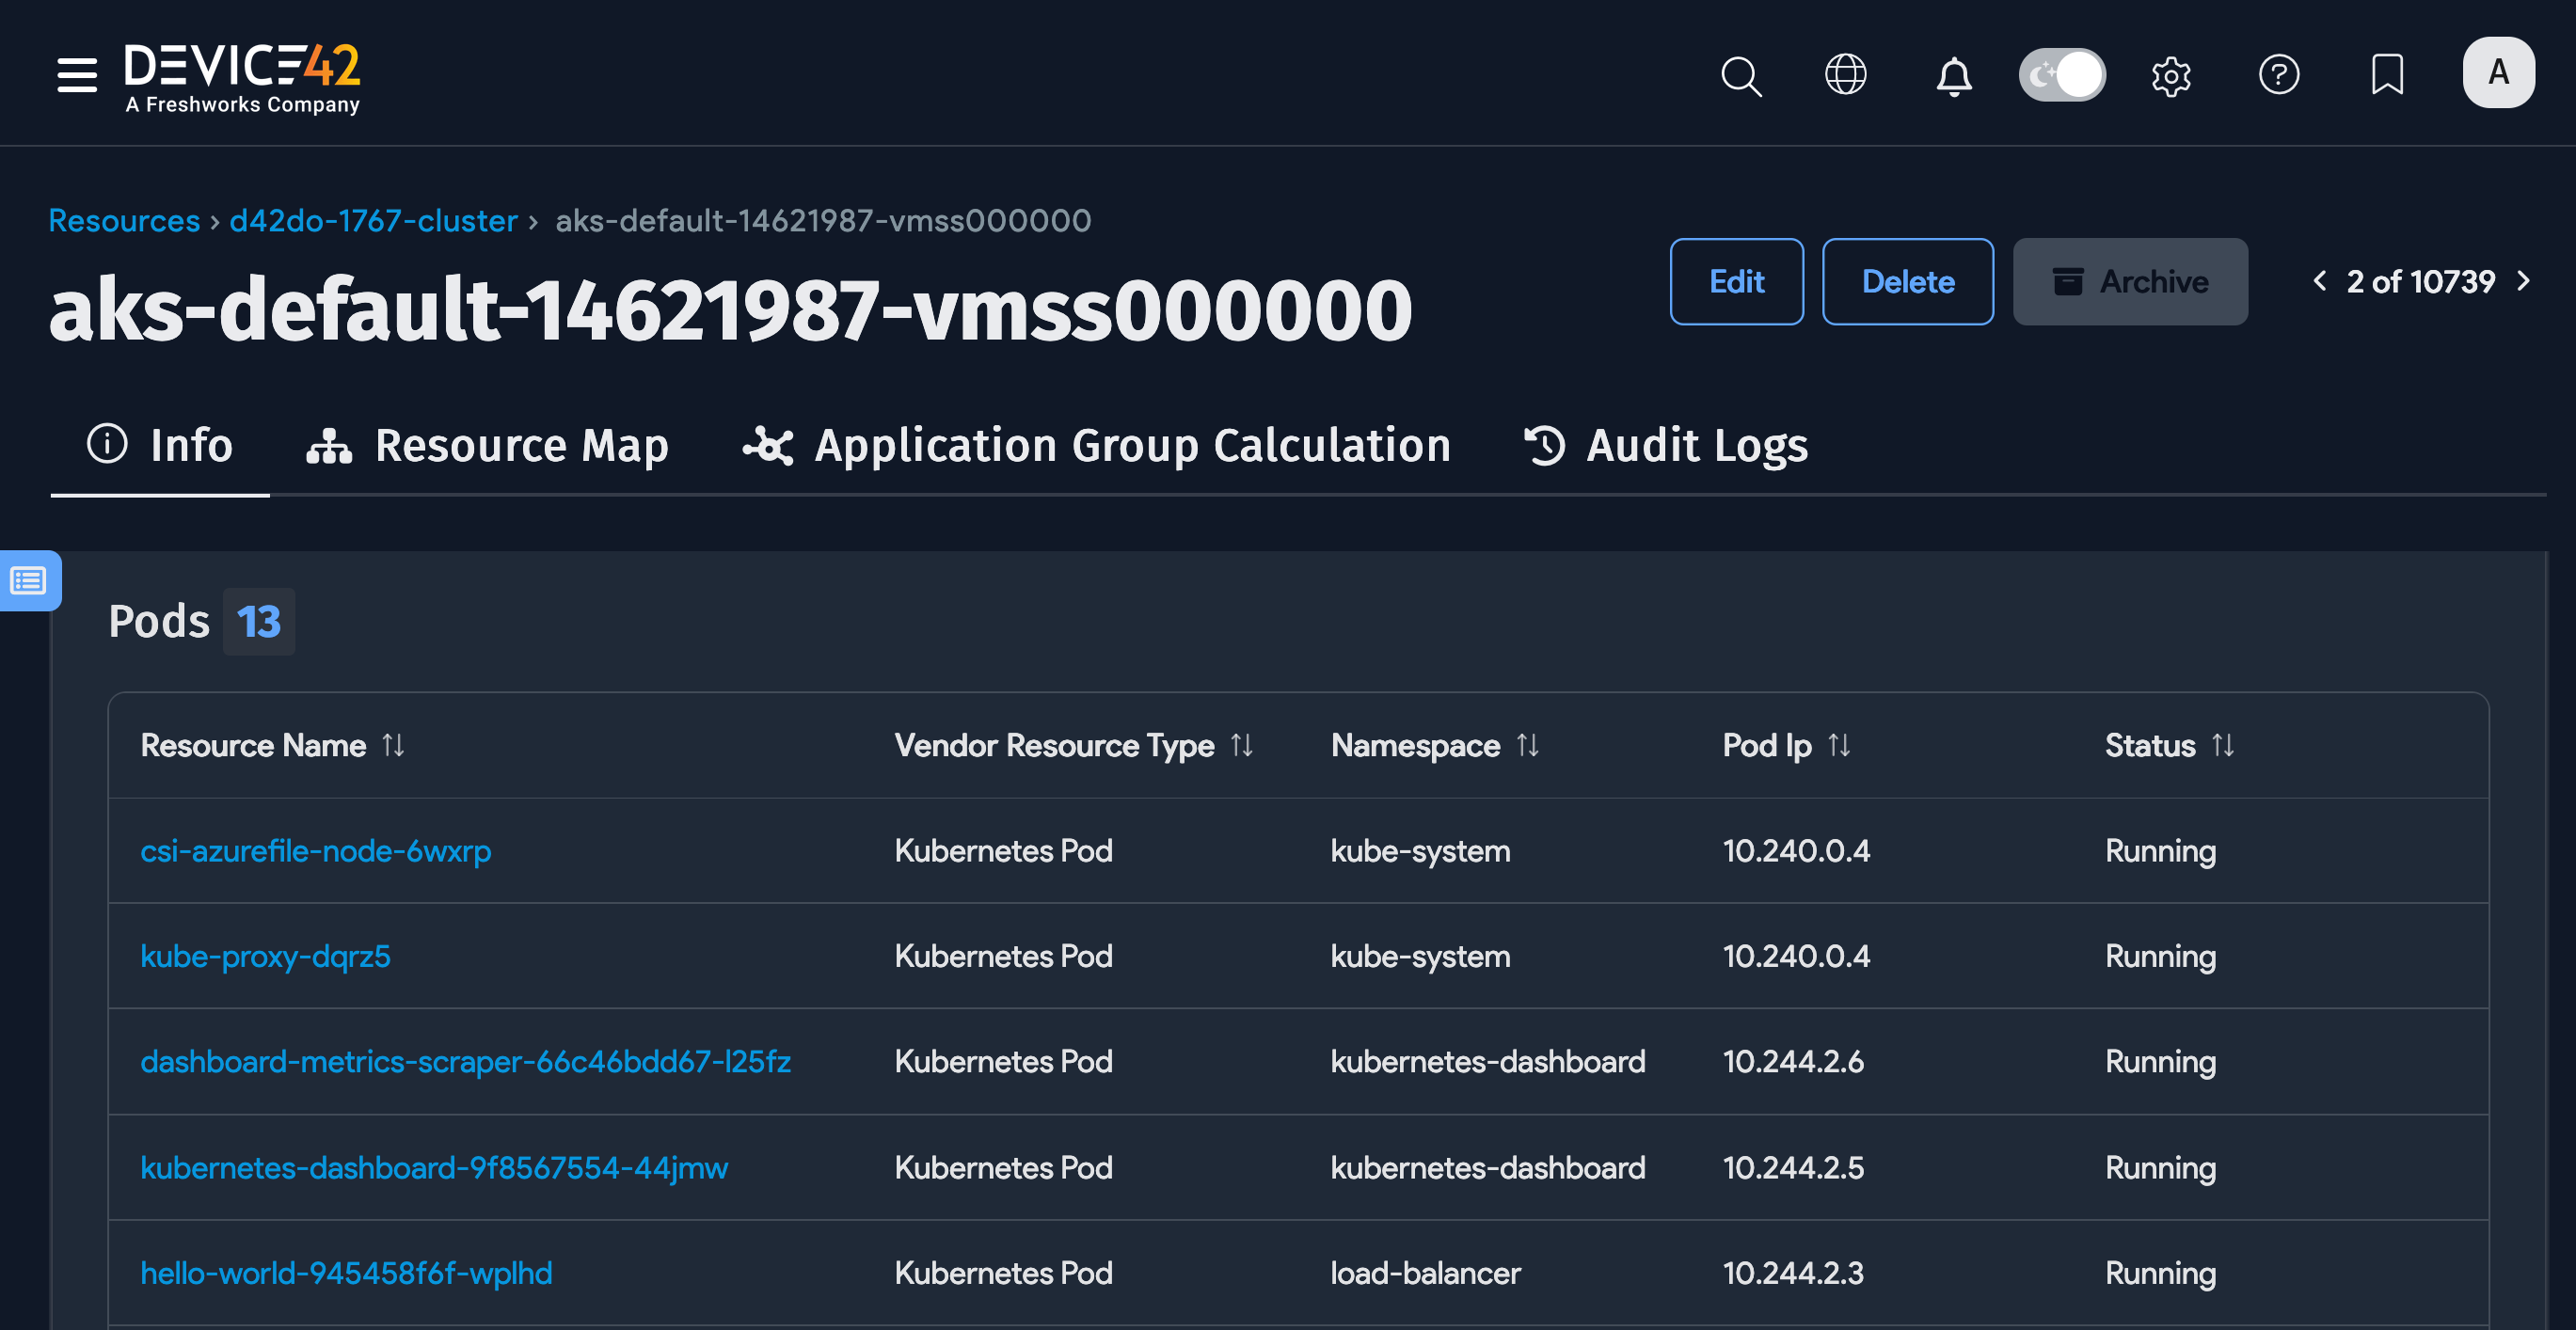 DEVICE42
A Freshworks Company
A
Resources › d42do-1767-cluster › aks-default-14621987-vmss000000
aks-default-14621987-vmss000000
Edit Delete Archive 2 of 10739
Info Resource Map Application Group Calculation Audit Logs
Pods 13
Resource Name Vendor Resource Type Namespace Pod Ip Status
csi-azurefile-node-6wxrp Kubernetes Pod kube-system 10.240.0.4 Running
kube-proxy-dqrz5 Kubernetes Pod kube-system 10.240.0.4 Running
dashboard-metrics-scraper-66c46bdd67-l25fz Kubernetes Pod kubernetes-dashboard 10.244.2.6 Running
kubernetes-dashboard-9f8567554-44jmw Kubernetes Pod kubernetes-dashboard 10.244.2.5 Running
hello-world-945458f6f-wplhd Kubernetes Pod load-balancer 10.244.2.3 Running